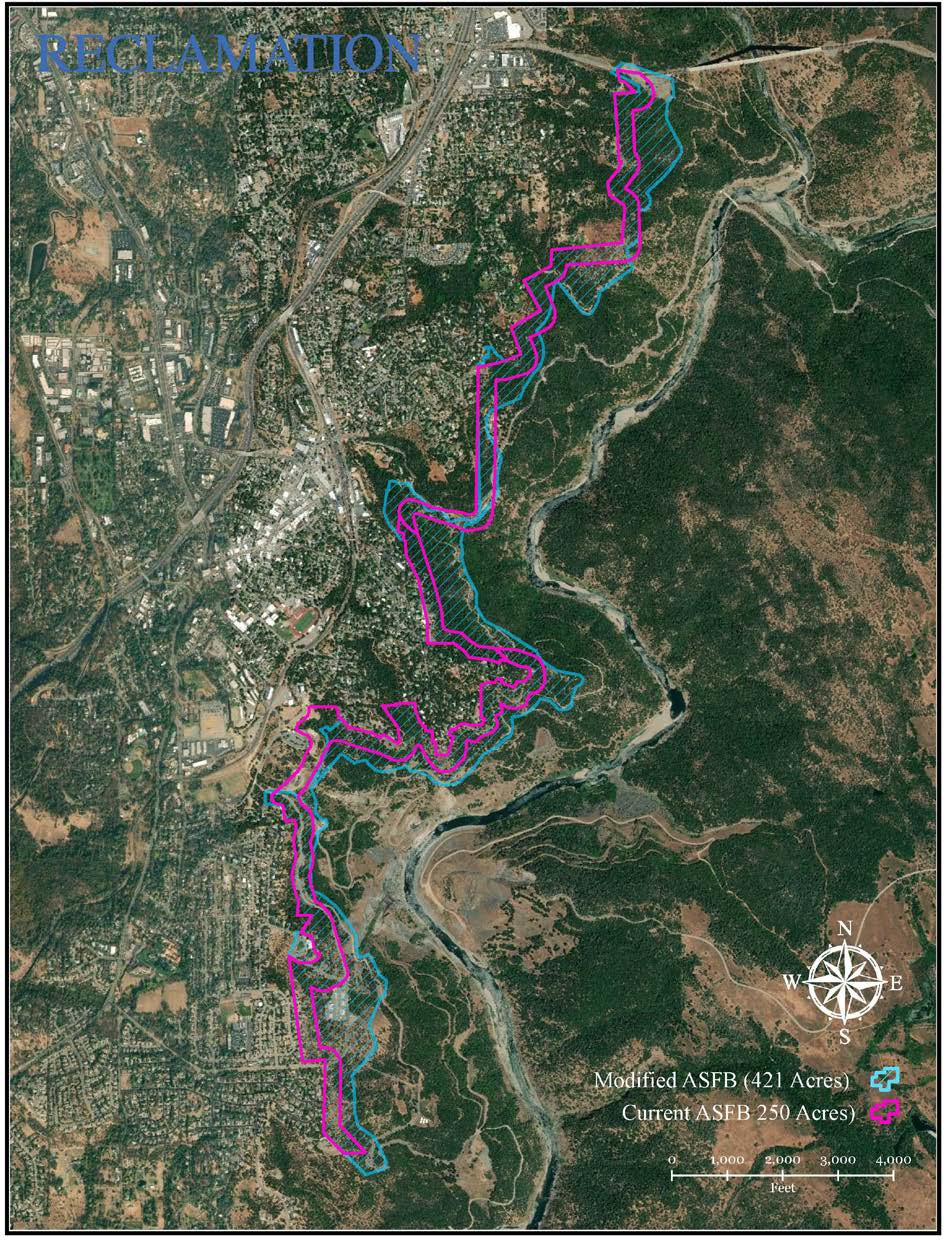 RECLAMATION
N
W E
S
Modified ASFB (421 Acres)
Current ASFB 250 Acres)
0 1,000 2,000 3,000 4,000
Feet